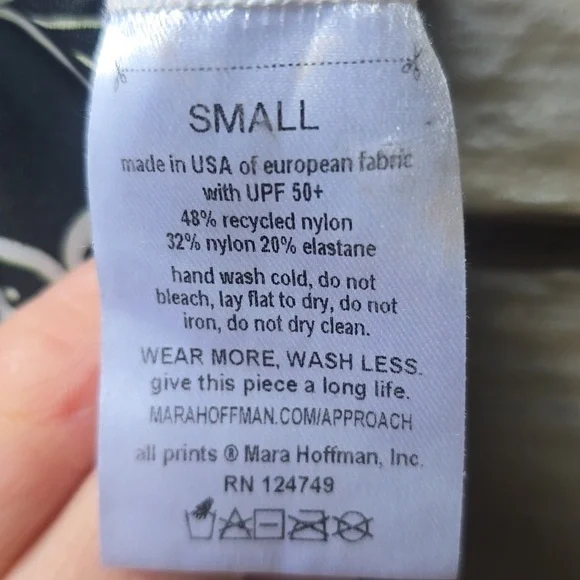 SMALL
made in USA of european fabric
with UPF 50+
48% recycled nylon
32% nylon 20% elastane
hand wash cold, do not
bleach, lay flat to dry, do not
iron, do not dry clean.
WEAR MORE, WASH LESS.
give this piece a long life.
MARAHOFFMAN.COM/APPROACH
all prints ® Mara Hoffman, Inc.
RN 124749